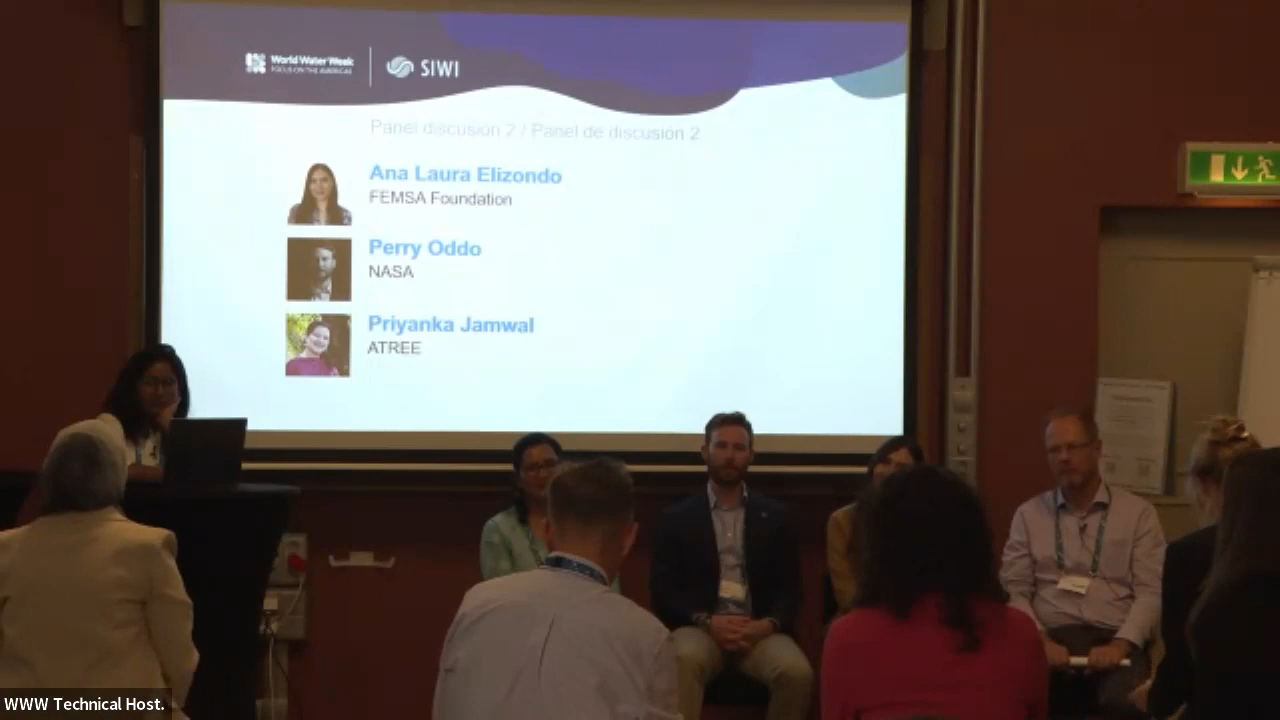 World Water Week
FOCUS ON THE AMERICAS
SIWI
Panel discusión 2 / Panel de discusión 2
Ana Laura Elizondo
FEMSA Foundation
Perry Oddo
NASA
Priyanka Jamwal
ATREE
WWW Technical Host.